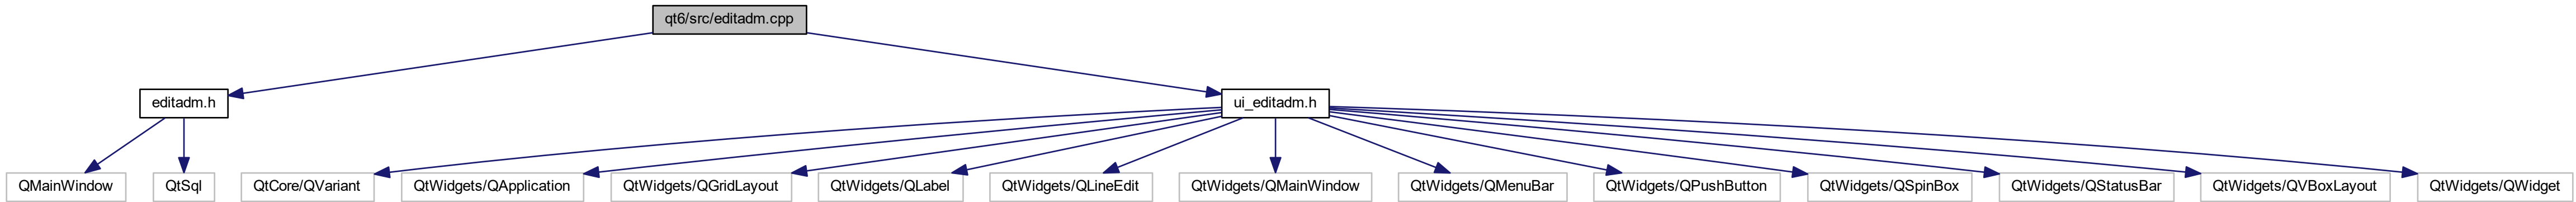 qt6/src/editadm.cpp
editadm.h
ui_editadm.h
QMainWindow
QtSql
QtCore/QVariant
QtWidgets/QApplication
QtWidgets/QGridLayout
QtWidgets/QLabel
QtWidgets/QLineEdit
QtWidgets/QMainWindow
QtWidgets/QMenuBar
QtWidgets/QPushButton
QtWidgets/QSpinBox
QtWidgets/QStatusBar
QtWidgets/QVBoxLayout
QtWidgets/QWidget